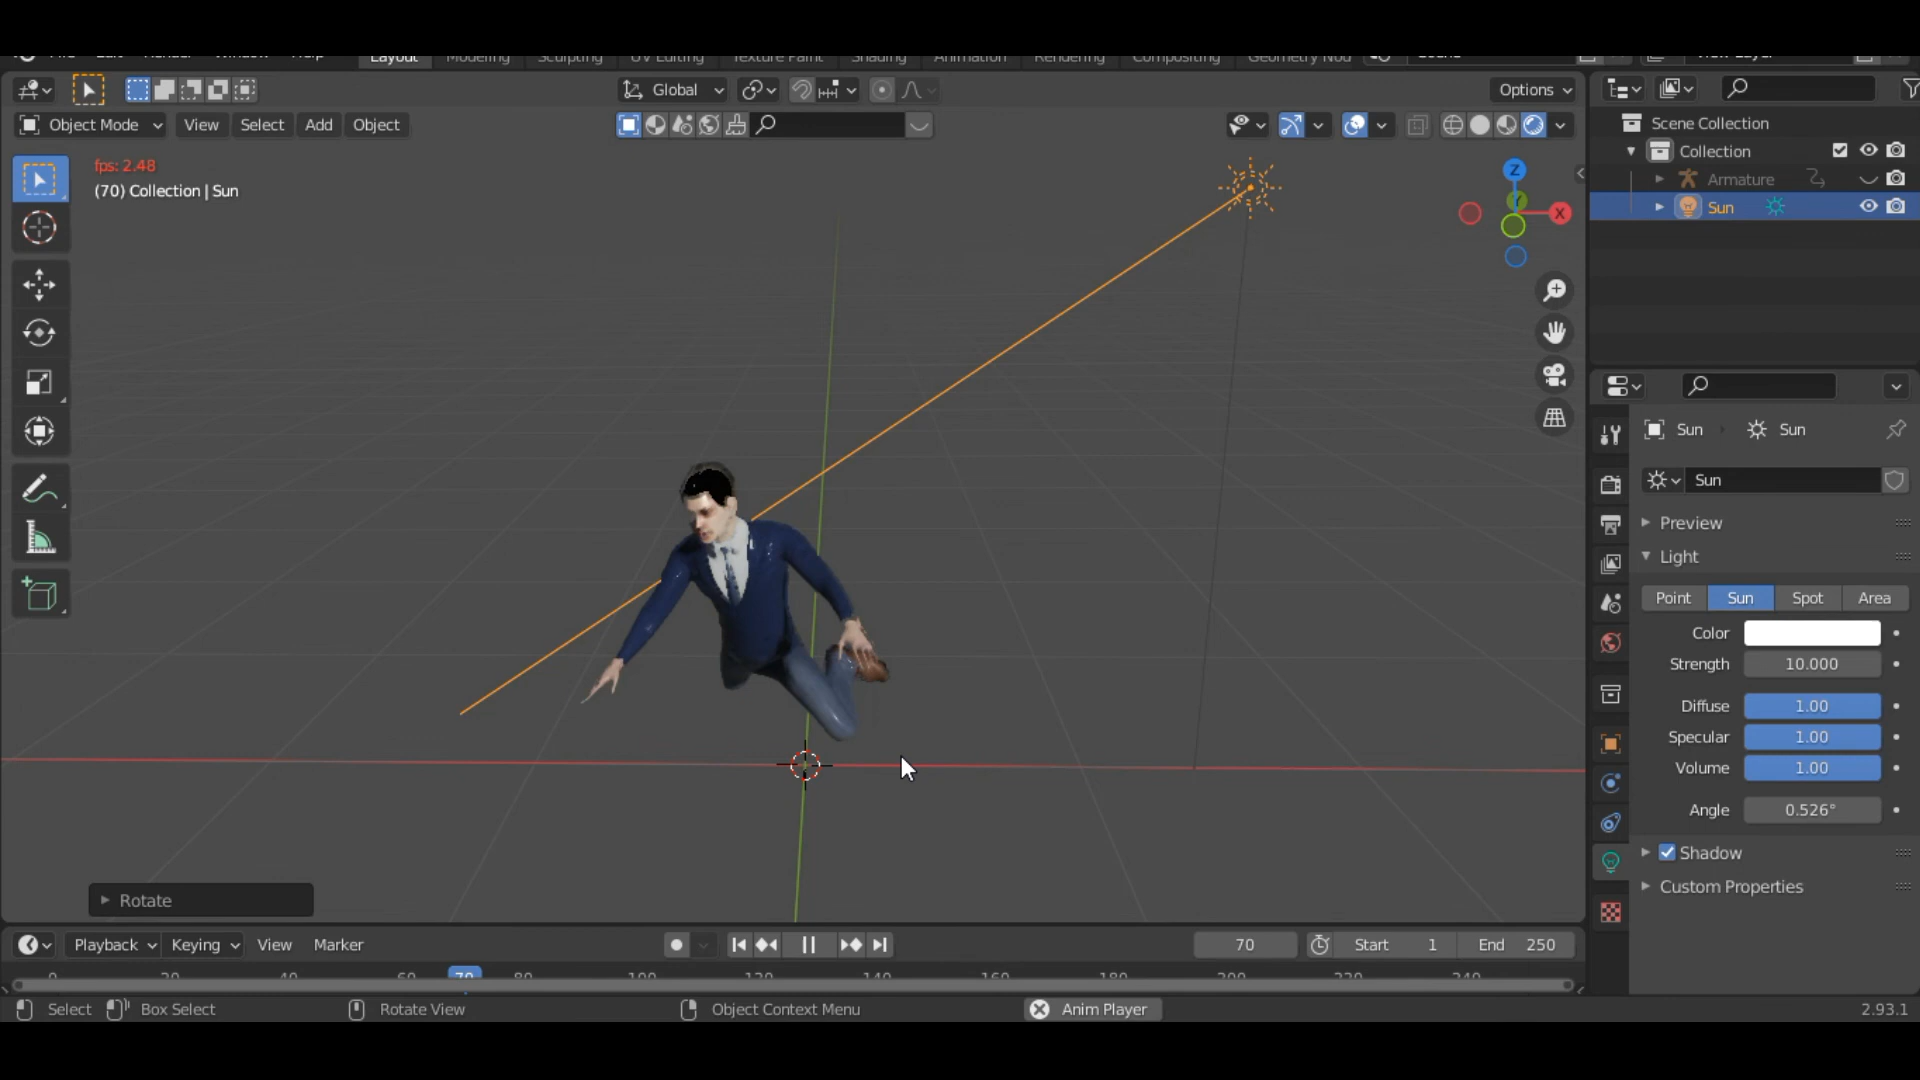 Layout Modeling Sculpting UV Editing Texture Paint Shading Animation Rendering Compositing Geometry Nod
Global Options
Object Mode View Select Add Object
fps: 2.48
(70) Collection | Sun
Z
X
Scene Collection
Collection
Armature
Sun
Sun Sun
Sun
Preview
Light
Point Sun Spot Area
Color
Strength 10.000
Diffuse 1.00
Specular 1.00
Volume 1.00
Angle 0.526°
Shadow
Custom Properties
Rotate
Playback Keying View Marker 70 Start 1 End 250
0 20 40 60 70 80 100 120 140 160 180 200 220 240
Select Box Select Rotate View Object Context Menu Anim Player 2.93.1